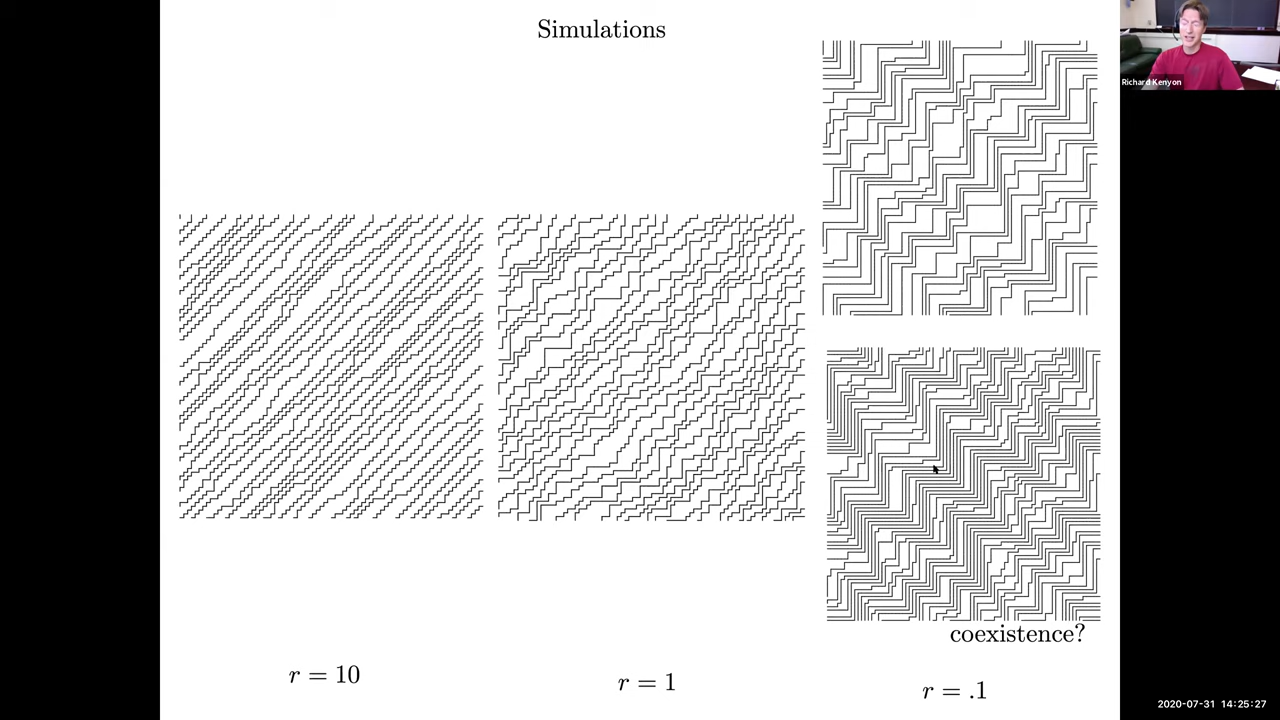 Simulations
Richard Kenyon
coexistence?
r = 10
r = 1
r = .1
2020-07-31 14:25:27